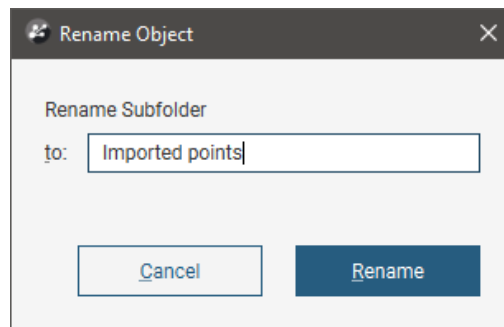 Rename Object
Rename Subfolder
to: Imported points
Cancel Rename